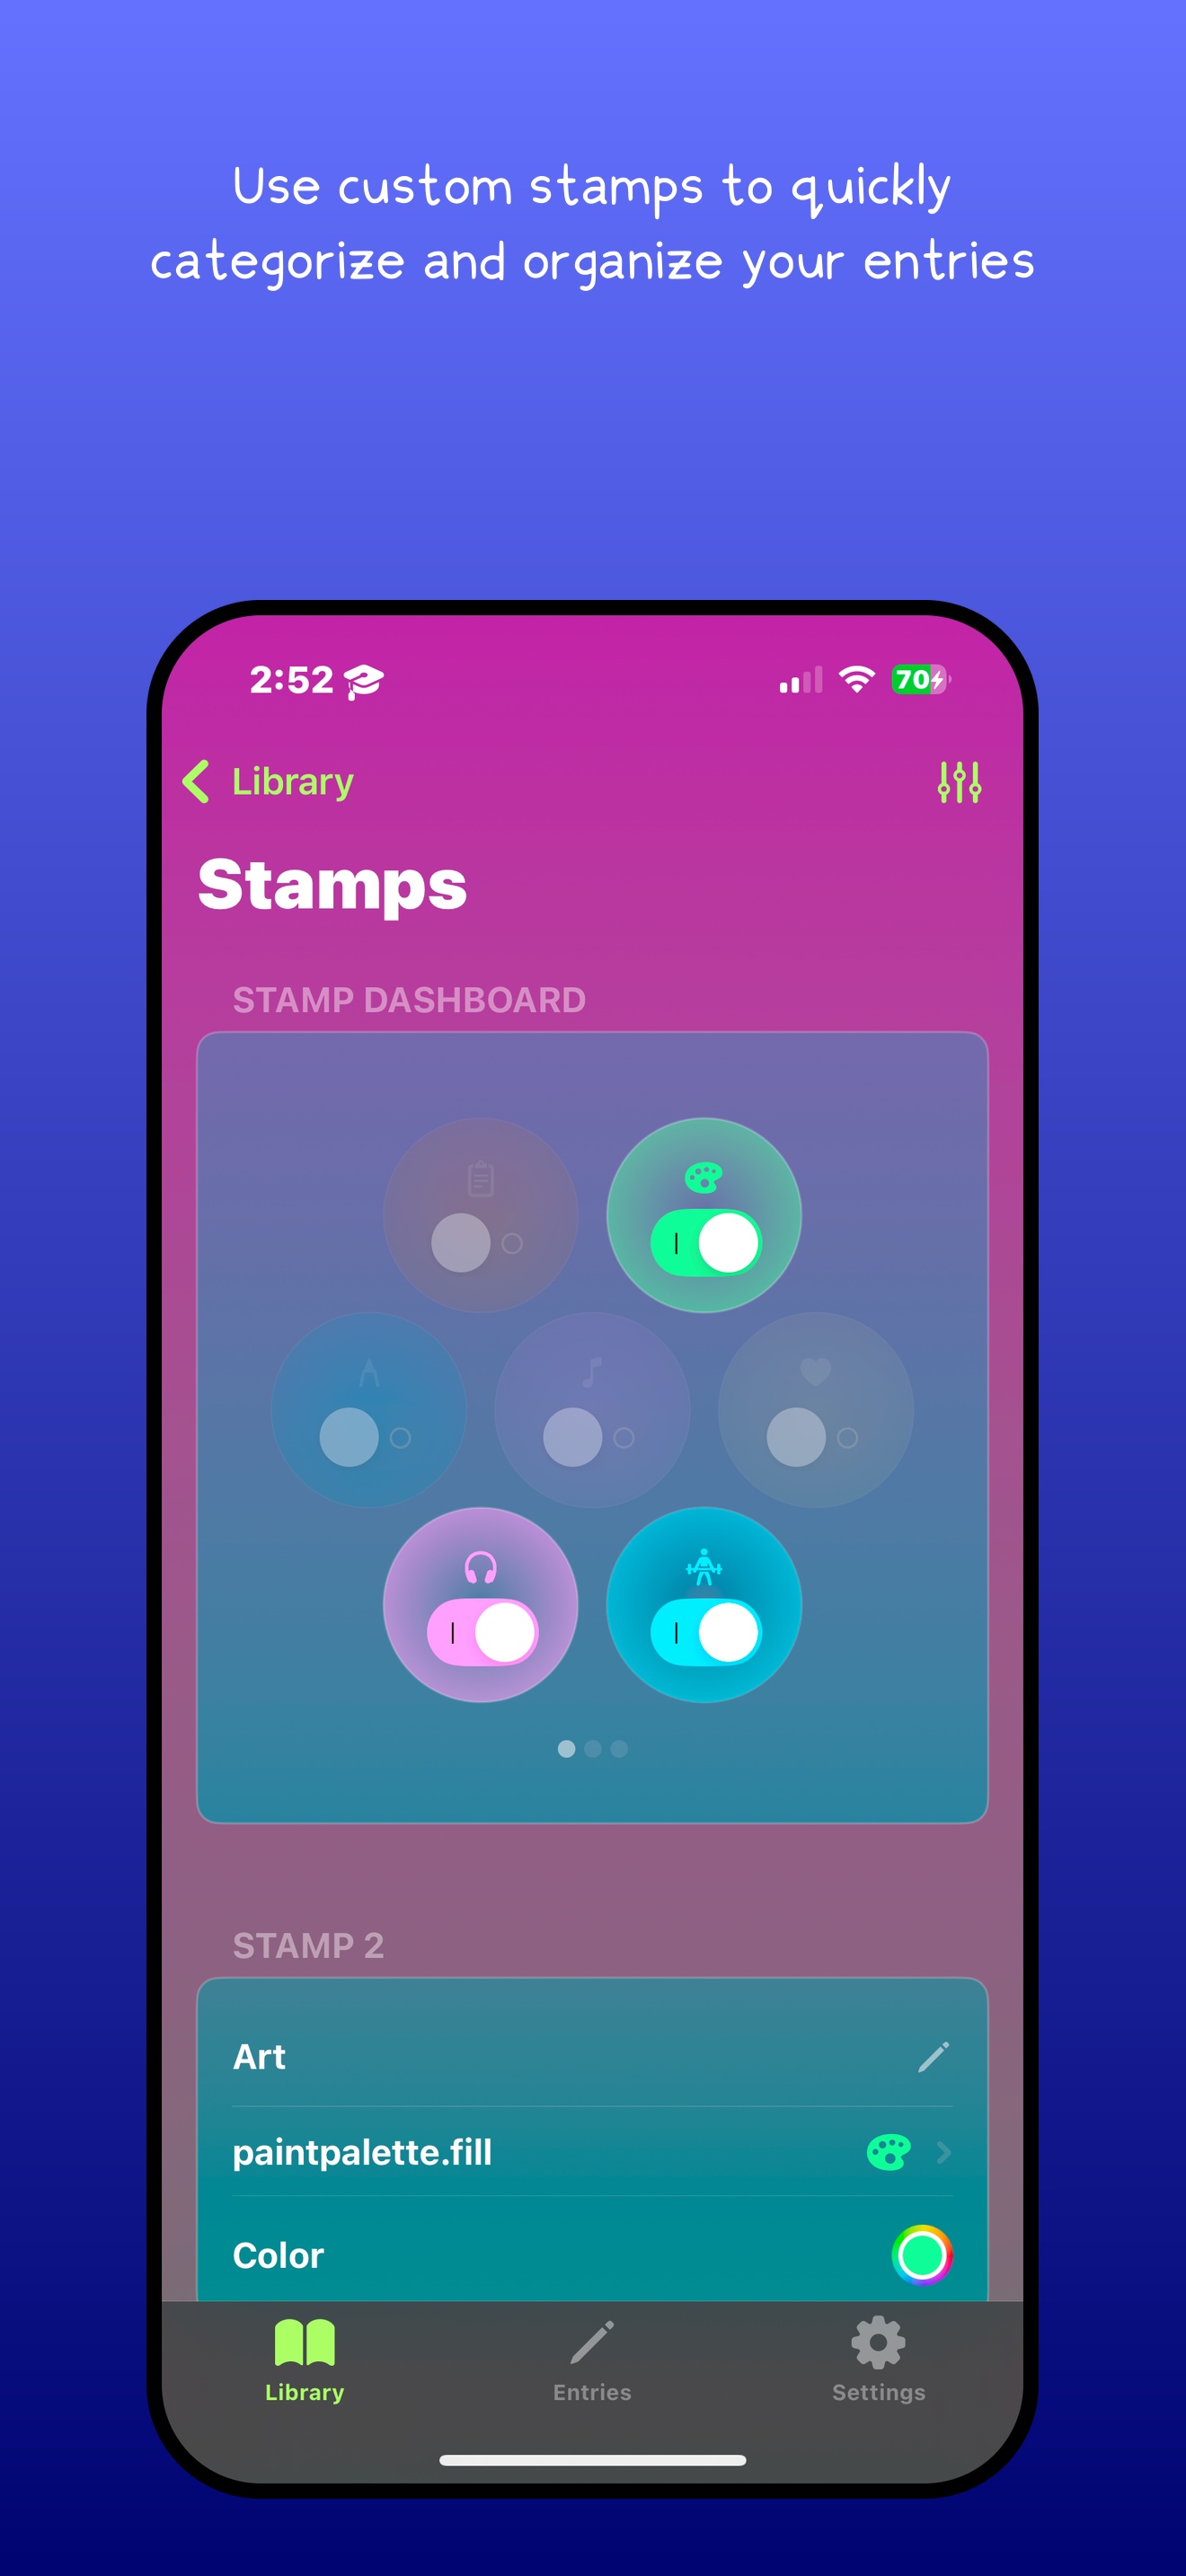 Use custom stamps to quickly
categorize and organize your entries
2:52
70
Library
Stamps
STAMP DASHBOARD
STAMP 2
Art
paintpalette.fill
Color
Library
Entries
Settings